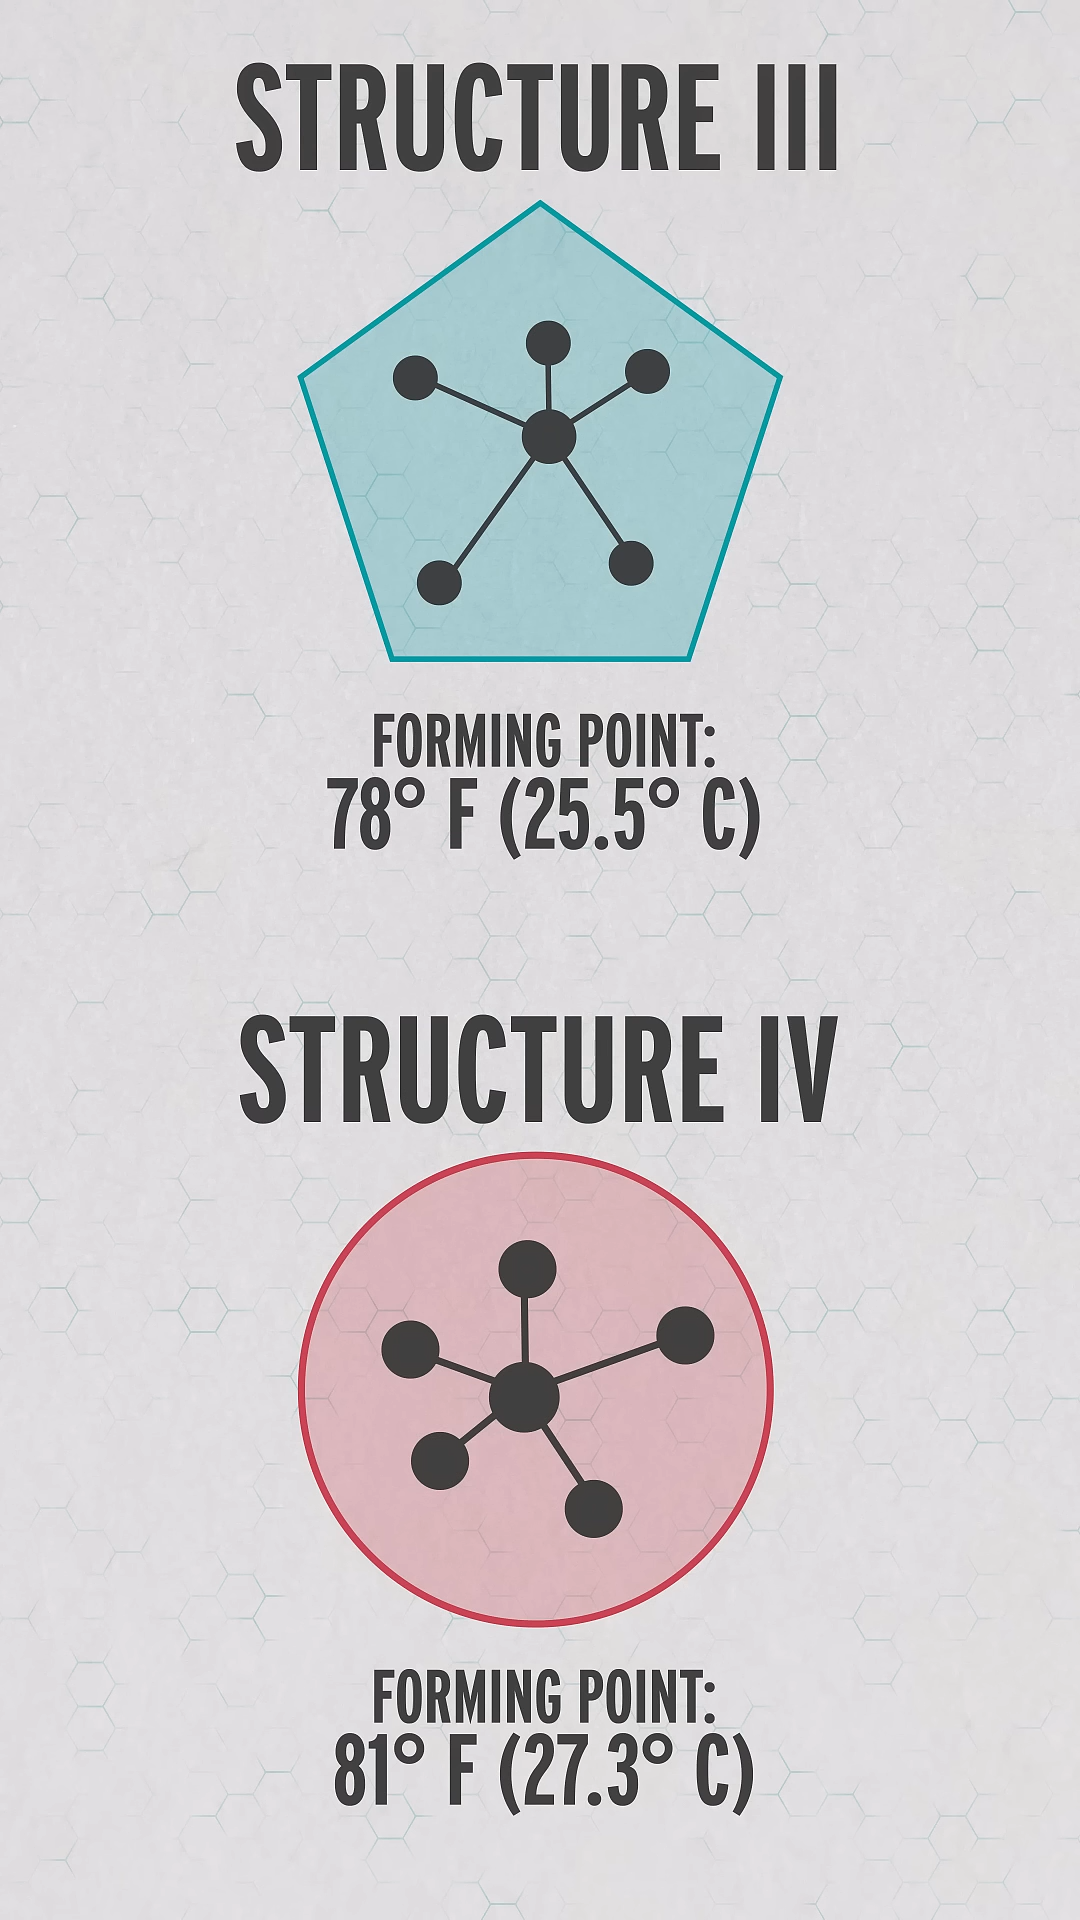 STRUCTURE III
FORMING POINT:
78° F (25.5° C)
STRUCTURE IV
FORMING POINT:
81° F (27.3° C)